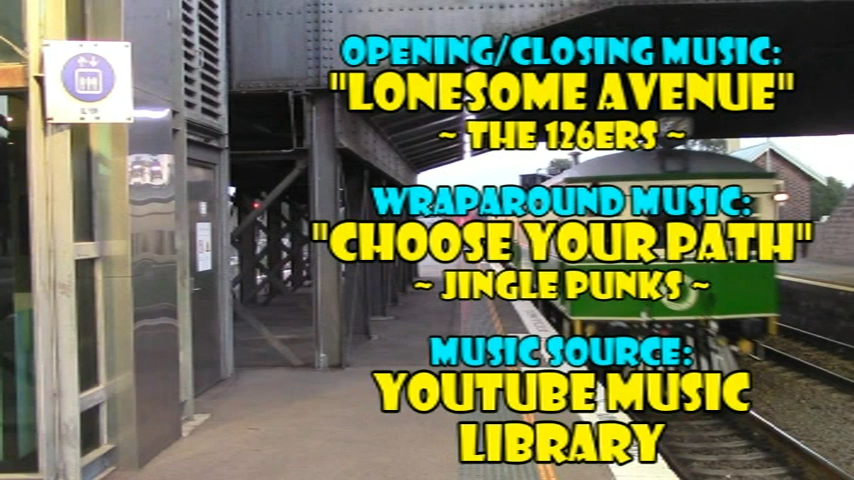 OPENING/CLOSING MUSIC:
"LONESOME AVENUE"
~ THE 126ERS ~
WRAPAROUND MUSIC:
"CHOOSE YOUR PATH"
~ JINGLE PUNKS ~
MUSIC SOURCE:
YOUTUBE MUSIC
LIBRARY